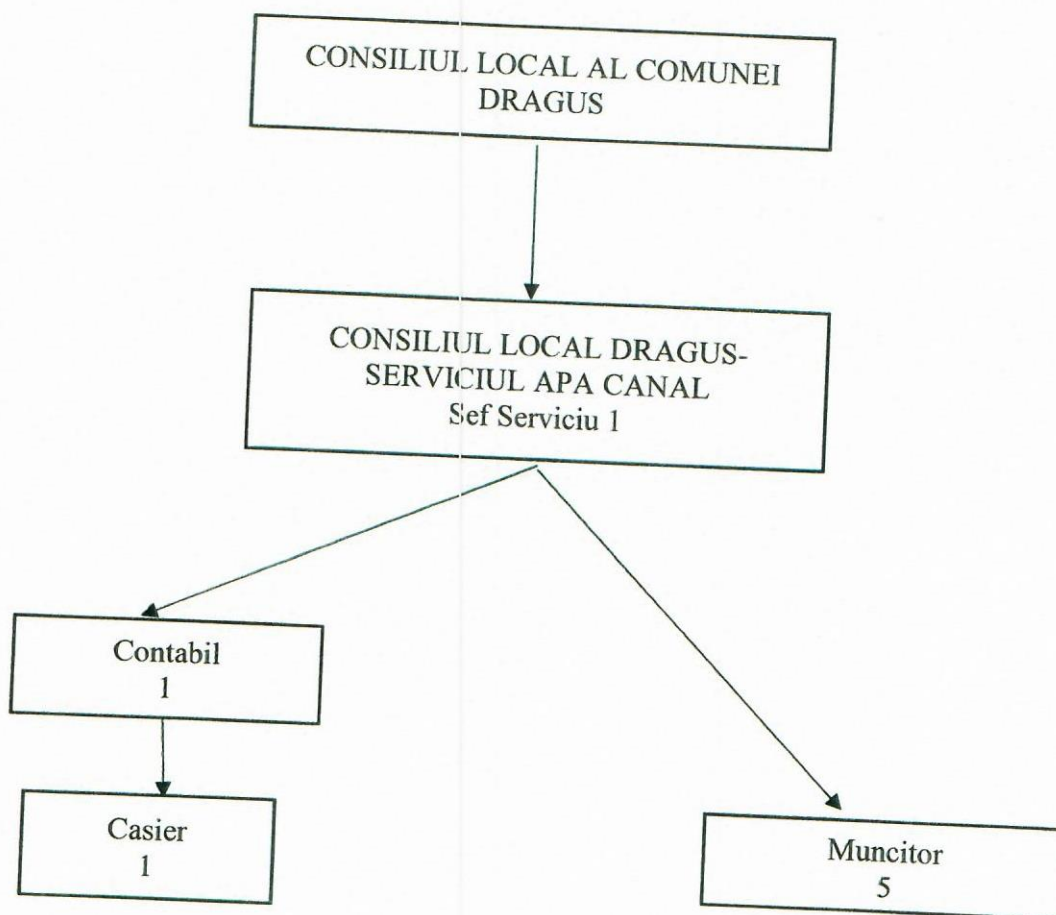 CONSILIUL LOCAL AL COMUNEI
DRAGUS
CONSILIUL LOCAL DRAGUS-
SERVICIUL APA CANAL
Sef Serviciu 1
Contabil
1
Casier
1
Muncitor
5